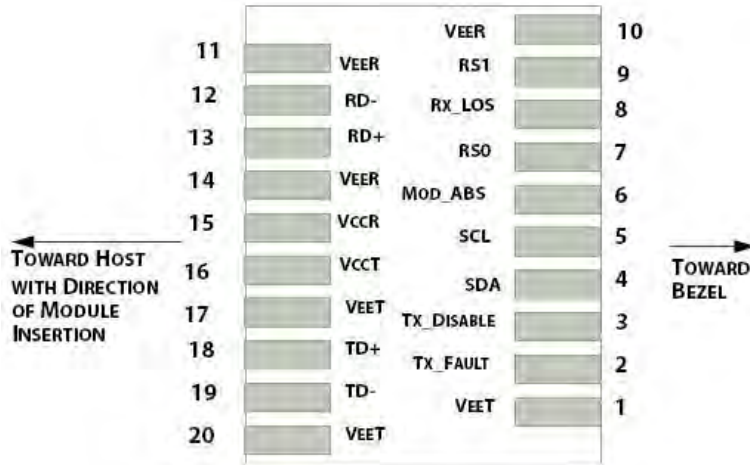 11 VEER
12 RD-
13 RD+
14 VEER
15 VCCR
16 VCCT
17 VEET
18 TD+
19 TD-
20 VEET
VEER 10
RS1 9
RX_LOS 8
RS0 7
MOD_ABS 6
SCL 5
SDA 4
TX_DISABLE 3
TX_FAULT 2
VEET 1
TOWARD HOST
WITH DIRECTION
OF MODULE
INSERTION
TOWARD
BEZEL